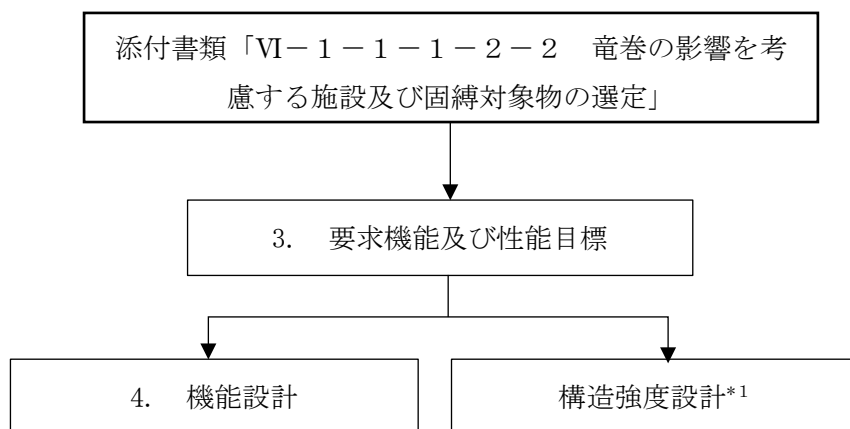 添付書類「Ⅵ－１－１－１－２－２　竜巻の影響を考
慮する施設及び固縛対象物の選定」
3.　要求機能及び性能目標
4.　機能設計
構造強度設計*1